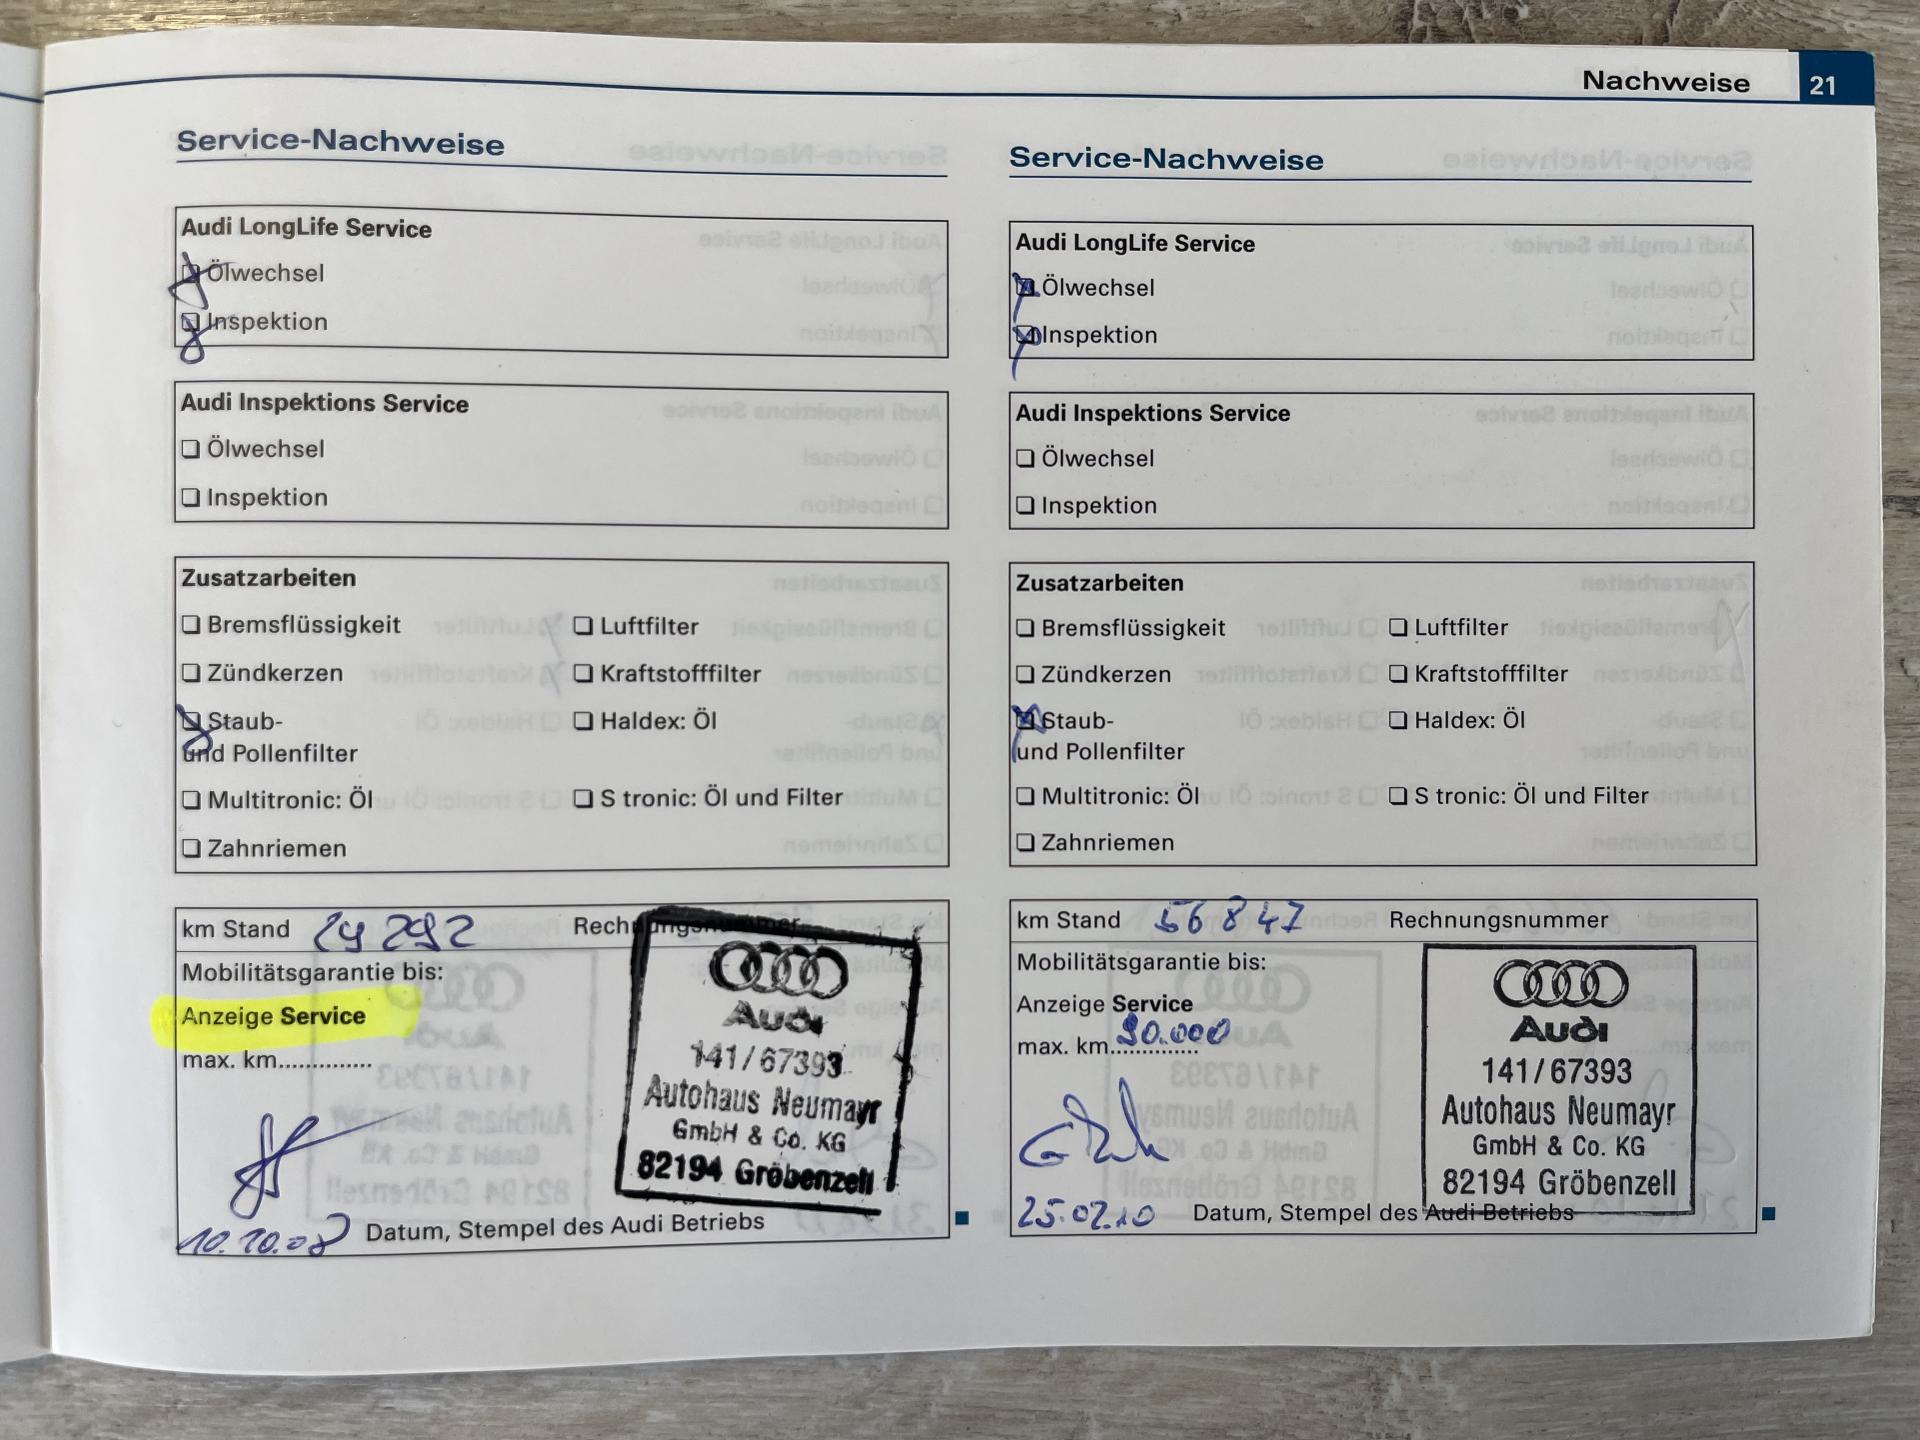 Nachweise 21
Service-Nachweise
Audi LongLife Service
Ölwechsel
Inspektion
Audi Inspektions Service
Ölwechsel
Inspektion
Zusatzarbeiten
Bremsflüssigkeit
Luftfilter
Zündkerzen
Kraftstofffilter
Staub-
und Pollenfilter
Haldex: Öl
Multitronic: Öl
S tronic: Öl und Filter
Zahnriemen
km Stand 29292
Rechnungsnummer
Mobilitätsgarantie bis:
Anzeige Service
max. km..............
Audi
141/67393
Autohaus Neumayr
GmbH & Co. KG
82194 Gröbenzell
10.10.08 Datum, Stempel des Audi Betriebs
Service-Nachweise
Audi LongLife Service
Ölwechsel
Inspektion
Audi Inspektions Service
Ölwechsel
Inspektion
Zusatzarbeiten
Bremsflüssigkeit
Luftfilter
Zündkerzen
Kraftstofffilter
Staub-
und Pollenfilter
Haldex: Öl
Multitronic: Öl
S tronic: Öl und Filter
Zahnriemen
km Stand 56847
Rechnungsnummer
Mobilitätsgarantie bis:
Anzeige Service
max. km. 90.000
Audi
141/67393
Autohaus Neumayr
GmbH & Co. KG
82194 Gröbenzell
25.02.10 Datum, Stempel des Audi Betriebs